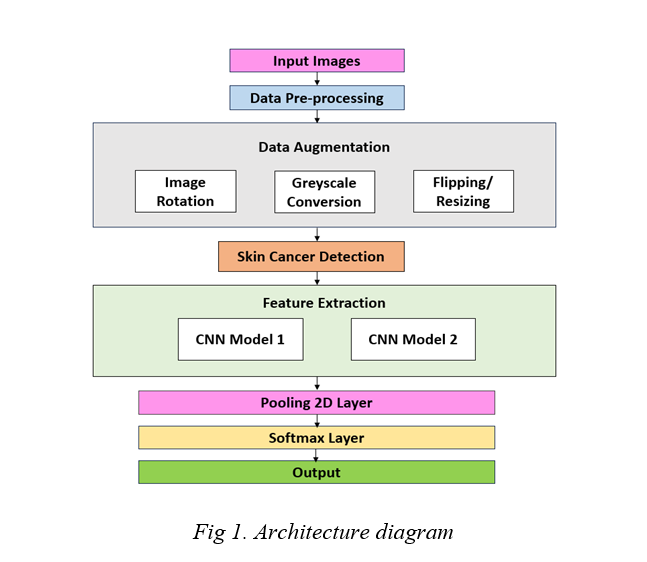 Input Images
Data Pre-processing
Data Augmentation
Image
Rotation
Greyscale
Conversion
Flipping/
Resizing
Skin Cancer Detection
Feature Extraction
CNN Model 1
CNN Model 2
Pooling 2D Layer
Softmax Layer
Output
Fig 1. Architecture diagram